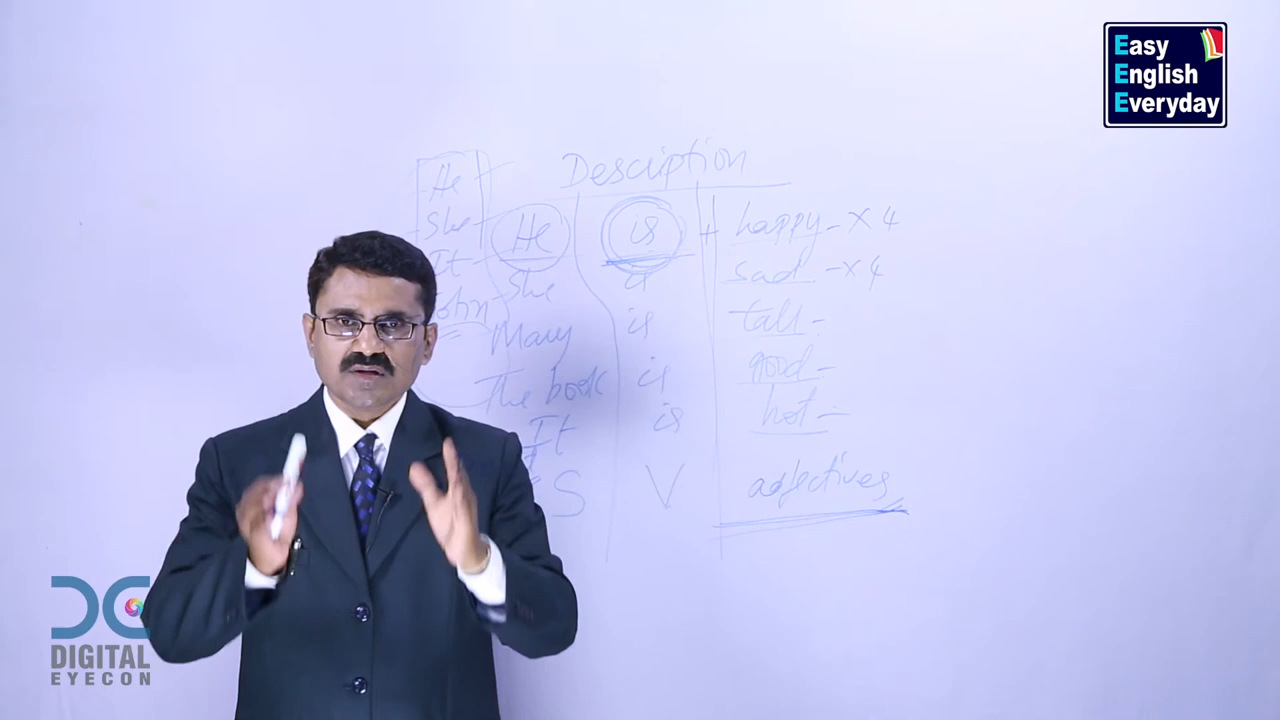 Easy
English
Everyday
Description
He
She
It
He is + happy - x 4
She is sad - x 4
Mary is tall -
The book is good -
It is hot -
S V adjectives
DIGITAL
EYECON